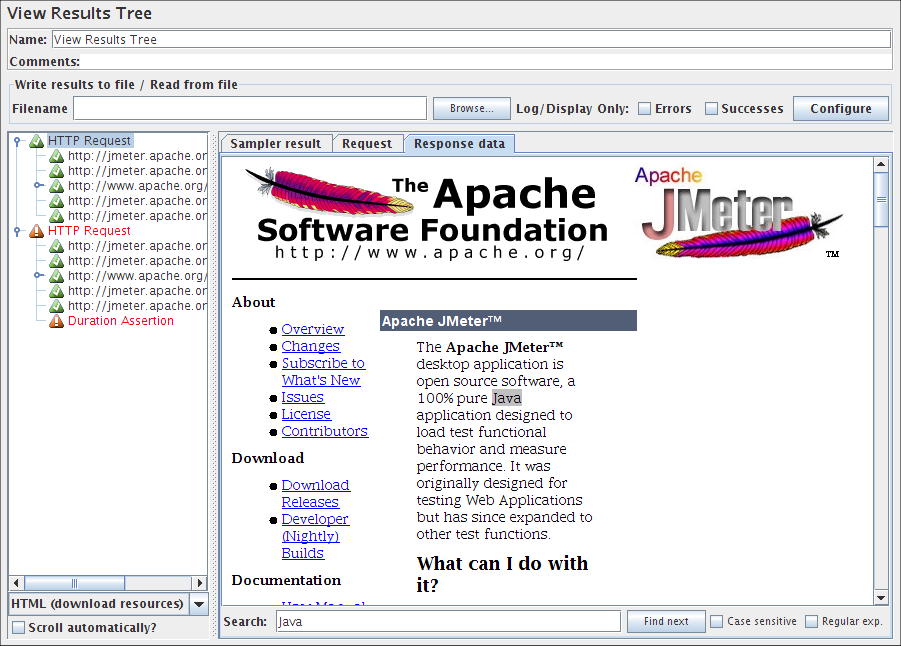 View Results Tree
Name: View Results Tree
Comments:
Write results to file / Read from file
Filename Browse... Log/Display Only: Errors Successes Configure
HTTP Request
http://jmeter.apache.or
http://jmeter.apache.or
http://www.apache.org/
http://jmeter.apache.or
http://jmeter.apache.or
HTTP Request
http://jmeter.apache.or
http://jmeter.apache.or
http://www.apache.org/
http://jmeter.apache.or
http://jmeter.apache.or
Duration Assertion
HTML (download resources)
Scroll automatically?
Sampler result Request Response data
The Apache
Software Foundation
http://www.apache.org/
Apache
JMeter
TM
About
Overview
Changes
Subscribe to
What's New
Issues
License
Contributors
Download
Download
Releases
Developer
(Nightly)
Builds
Documentation
Apache JMeter™
The Apache JMeter™
desktop application is
open source software, a
100% pure Java
application designed to
load test functional
behavior and measure
performance. It was
originally designed for
testing Web Applications
but has since expanded to
other test functions.
What can I do with
it?
Search: Java Find next Case sensitive Regular exp.